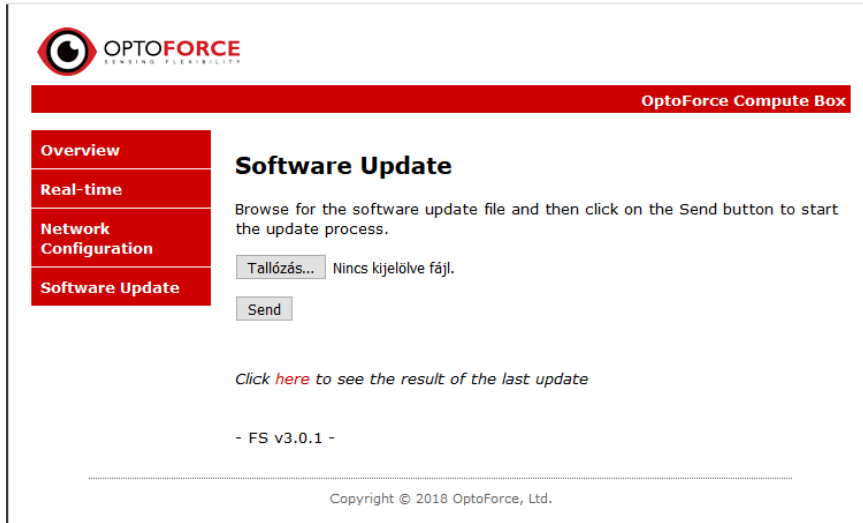 OPTOFORCE
SENSING FLEXIBILITY
OptoForce Compute Box
Overview
Real-time
Network
Configuration
Software Update
Software Update
Browse for the software update file and then click on the Send button to start
the update process.
Tallózás... Nincs kijelölve fájl.
Send
Click here to see the result of the last update
- FS v3.0.1 -
Copyright © 2018 OptoForce, Ltd.